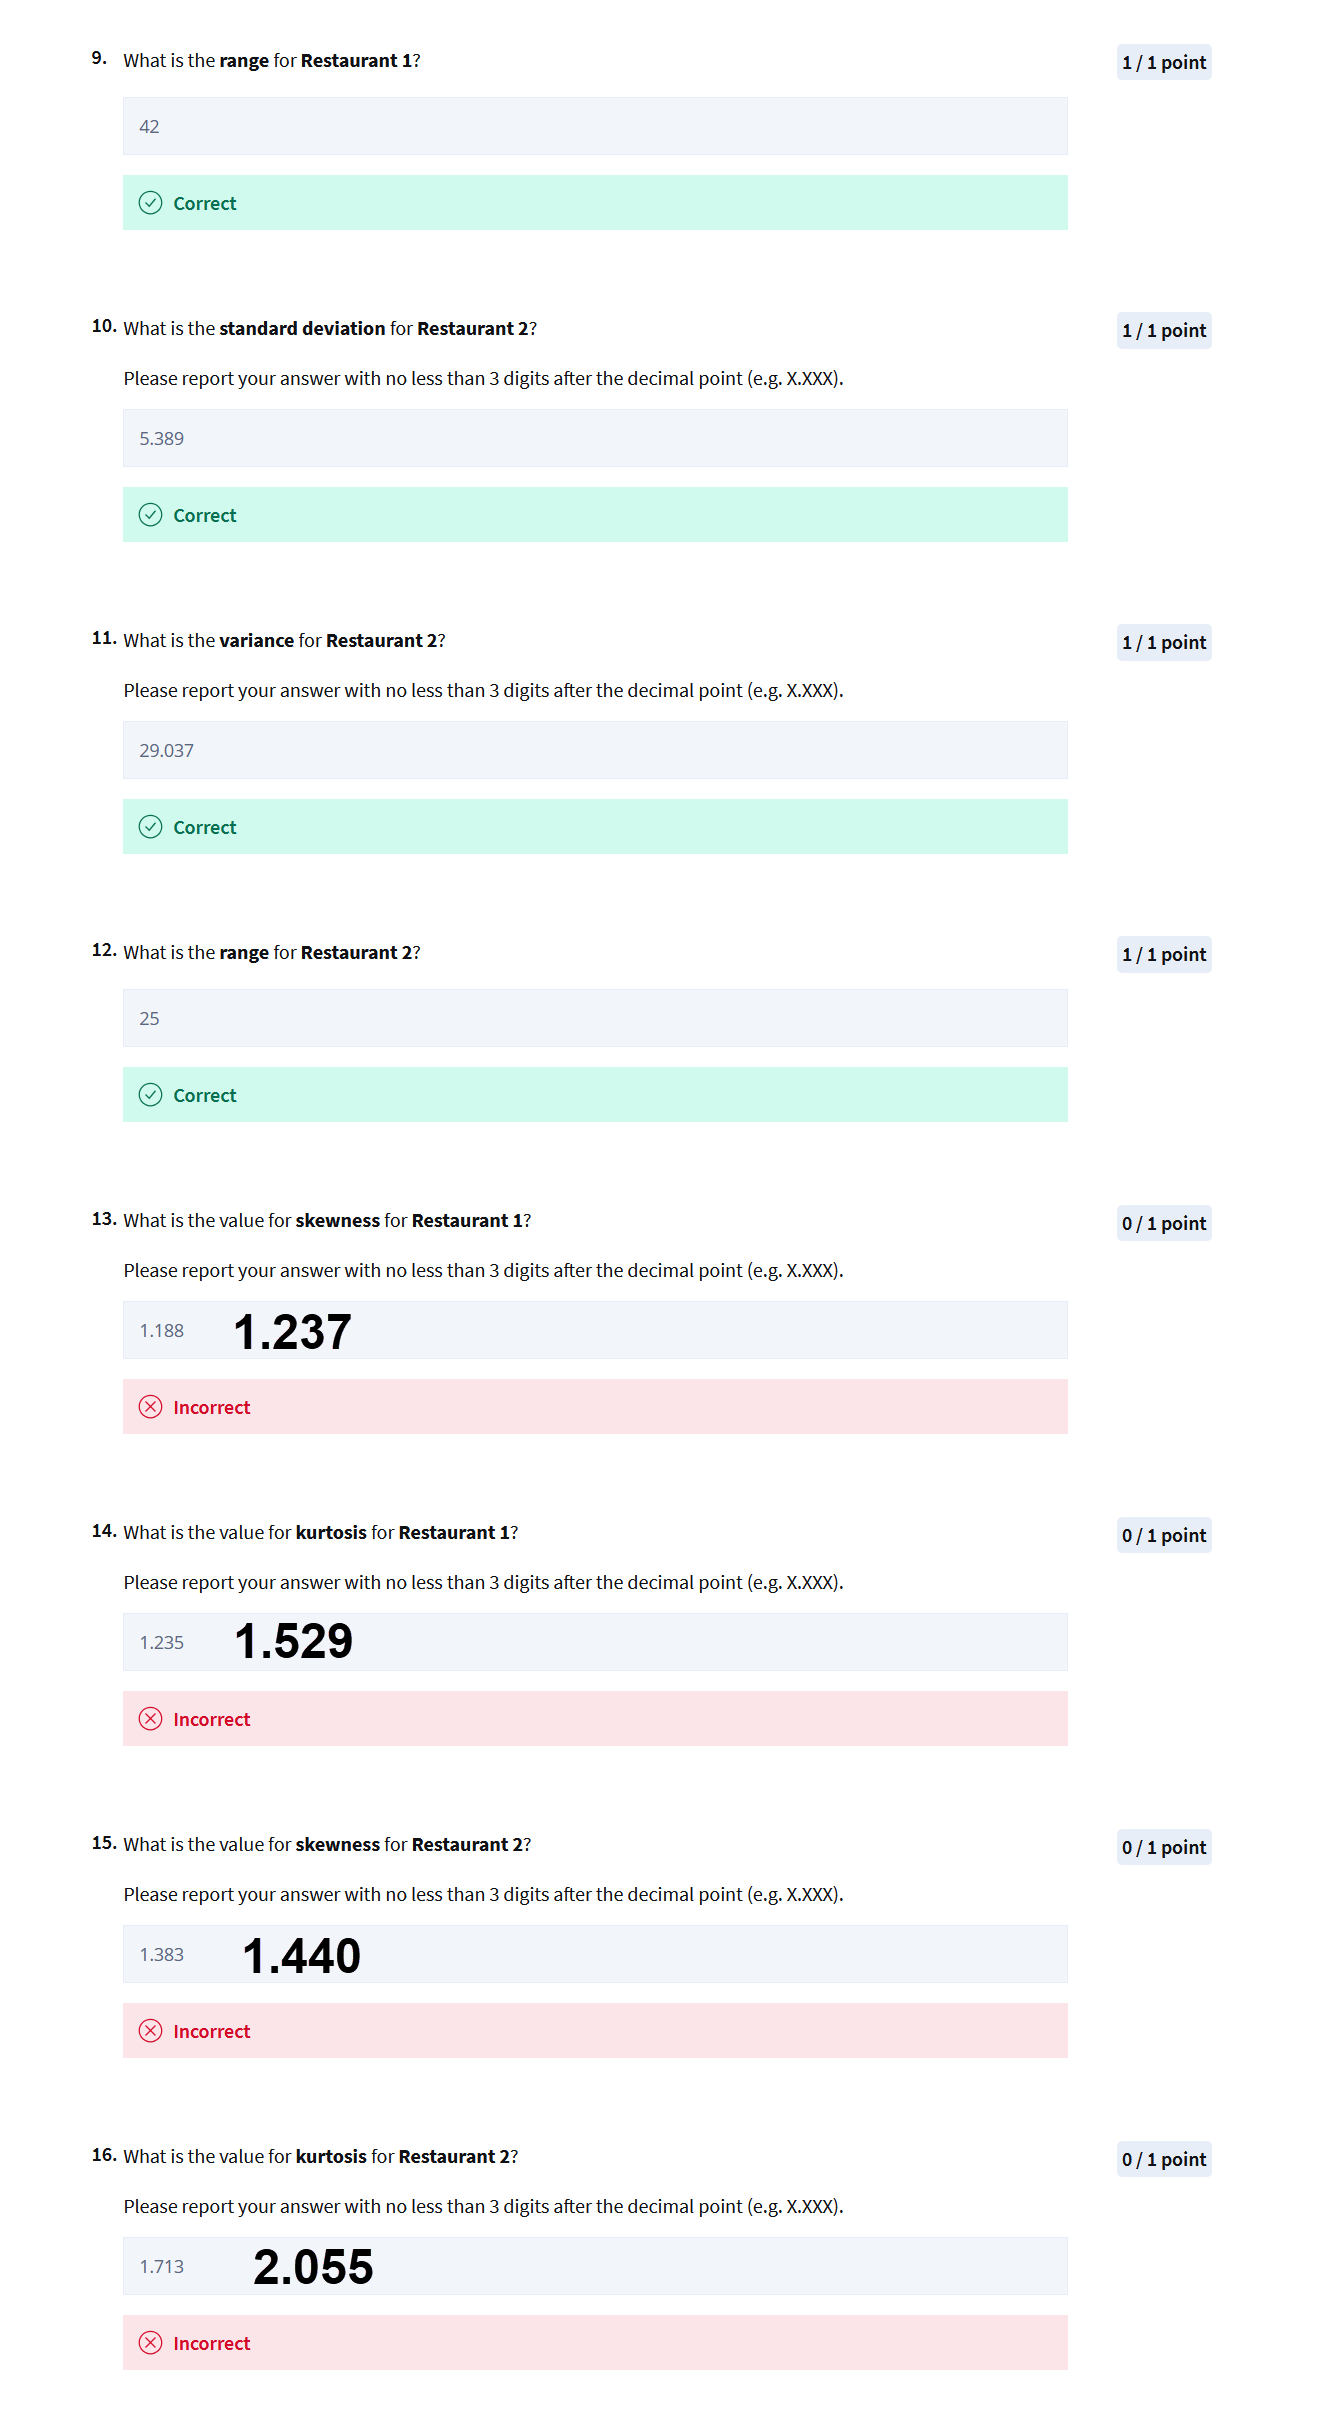 9. What is the range for Restaurant 1?
1 / 1 point
42
Correct
10. What is the standard deviation for Restaurant 2?
1 / 1 point
Please report your answer with no less than 3 digits after the decimal point (e.g. X.XXX).
5.389
Correct
11. What is the variance for Restaurant 2?
1 / 1 point
Please report your answer with no less than 3 digits after the decimal point (e.g. X.XXX).
29.037
Correct
12. What is the range for Restaurant 2?
1 / 1 point
25
Correct
13. What is the value for skewness for Restaurant 1?
0 / 1 point
Please report your answer with no less than 3 digits after the decimal point (e.g. X.XXX).
1.188 1.237
Incorrect
14. What is the value for kurtosis for Restaurant 1?
0 / 1 point
Please report your answer with no less than 3 digits after the decimal point (e.g. X.XXX).
1.235 1.529
Incorrect
15. What is the value for skewness for Restaurant 2?
0 / 1 point
Please report your answer with no less than 3 digits after the decimal point (e.g. X.XXX).
1.383 1.440
Incorrect
16. What is the value for kurtosis for Restaurant 2?
0 / 1 point
Please report your answer with no less than 3 digits after the decimal point (e.g. X.XXX).
1.713 2.055
Incorrect